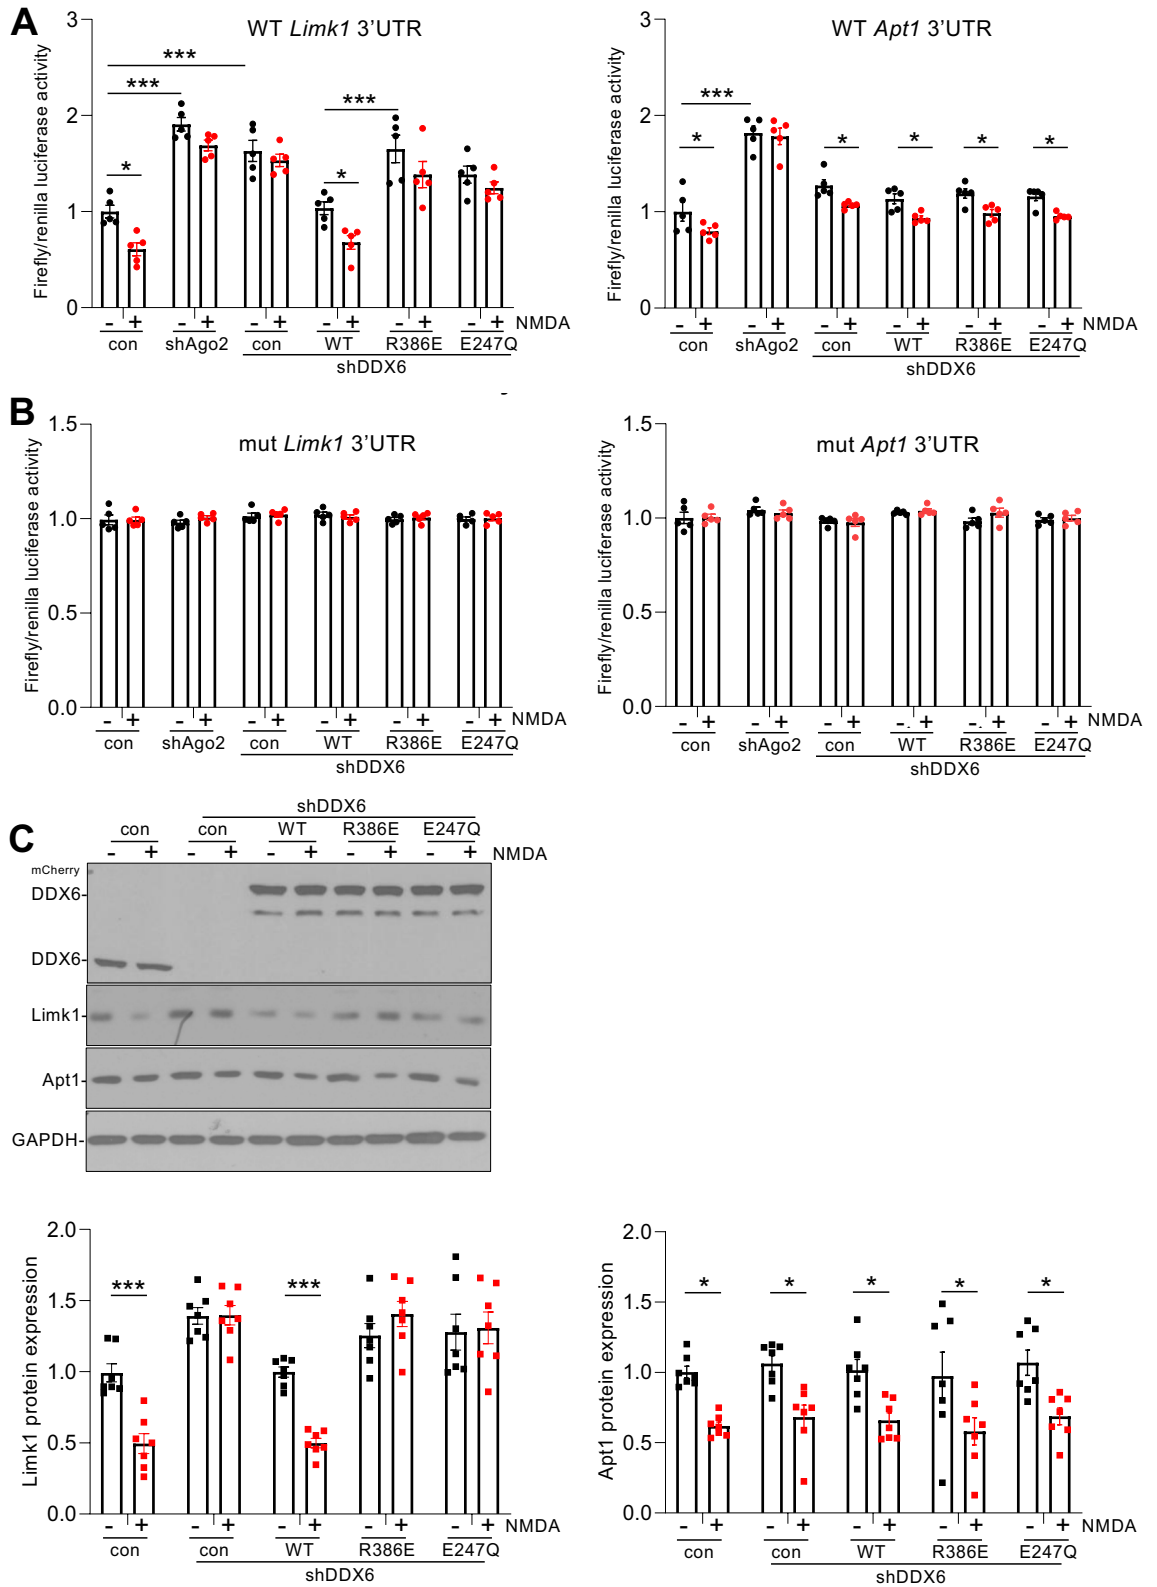 A
WT Limk1 3’UTR
Firefly/renilla luciferase activity
3
2
1
0
***
***
*
***
*
- + - + - + - + - + - + NMDA
con shAgo2 con WT R386E E247Q
shDDX6
WT Apt1 3’UTR
Firefly/renilla luciferase activity
3
2
1
0
***
*
*
*
*
*
- + - + - + - + - + - + NMDA
con shAgo2 con WT R386E E247Q
shDDX6
B
mut Limk1 3’UTR
Firefly/renilla luciferase activity
1.5
1.0
0.5
0.0
- + - + - + - + - + - + NMDA
con shAgo2 con WT R386E E247Q
shDDX6
mut Apt1 3’UTR
Firefly/renilla luciferase activity
1.5
1.0
0.5
0.0
- + - + - + - + - + - + NMDA
con shAgo2 con WT R386E E247Q
shDDX6
C
shDDX6
con con WT R386E E247Q
- + - + - + - + - + NMDA
mCherry
DDX6-
DDX6-
Limk1-
Apt1-
GAPDH-
Limk1 protein expression
2.0
1.5
1.0
0.5
0.0
***
***
- + - + - + - + - + NMDA
con con WT R386E E247Q
shDDX6
Apt1 protein expression
2.0
1.5
1.0
0.5
0.0
*
*
*
*
*
- + - + - + - + - + NMDA
con con WT R386E E247Q
shDDX6